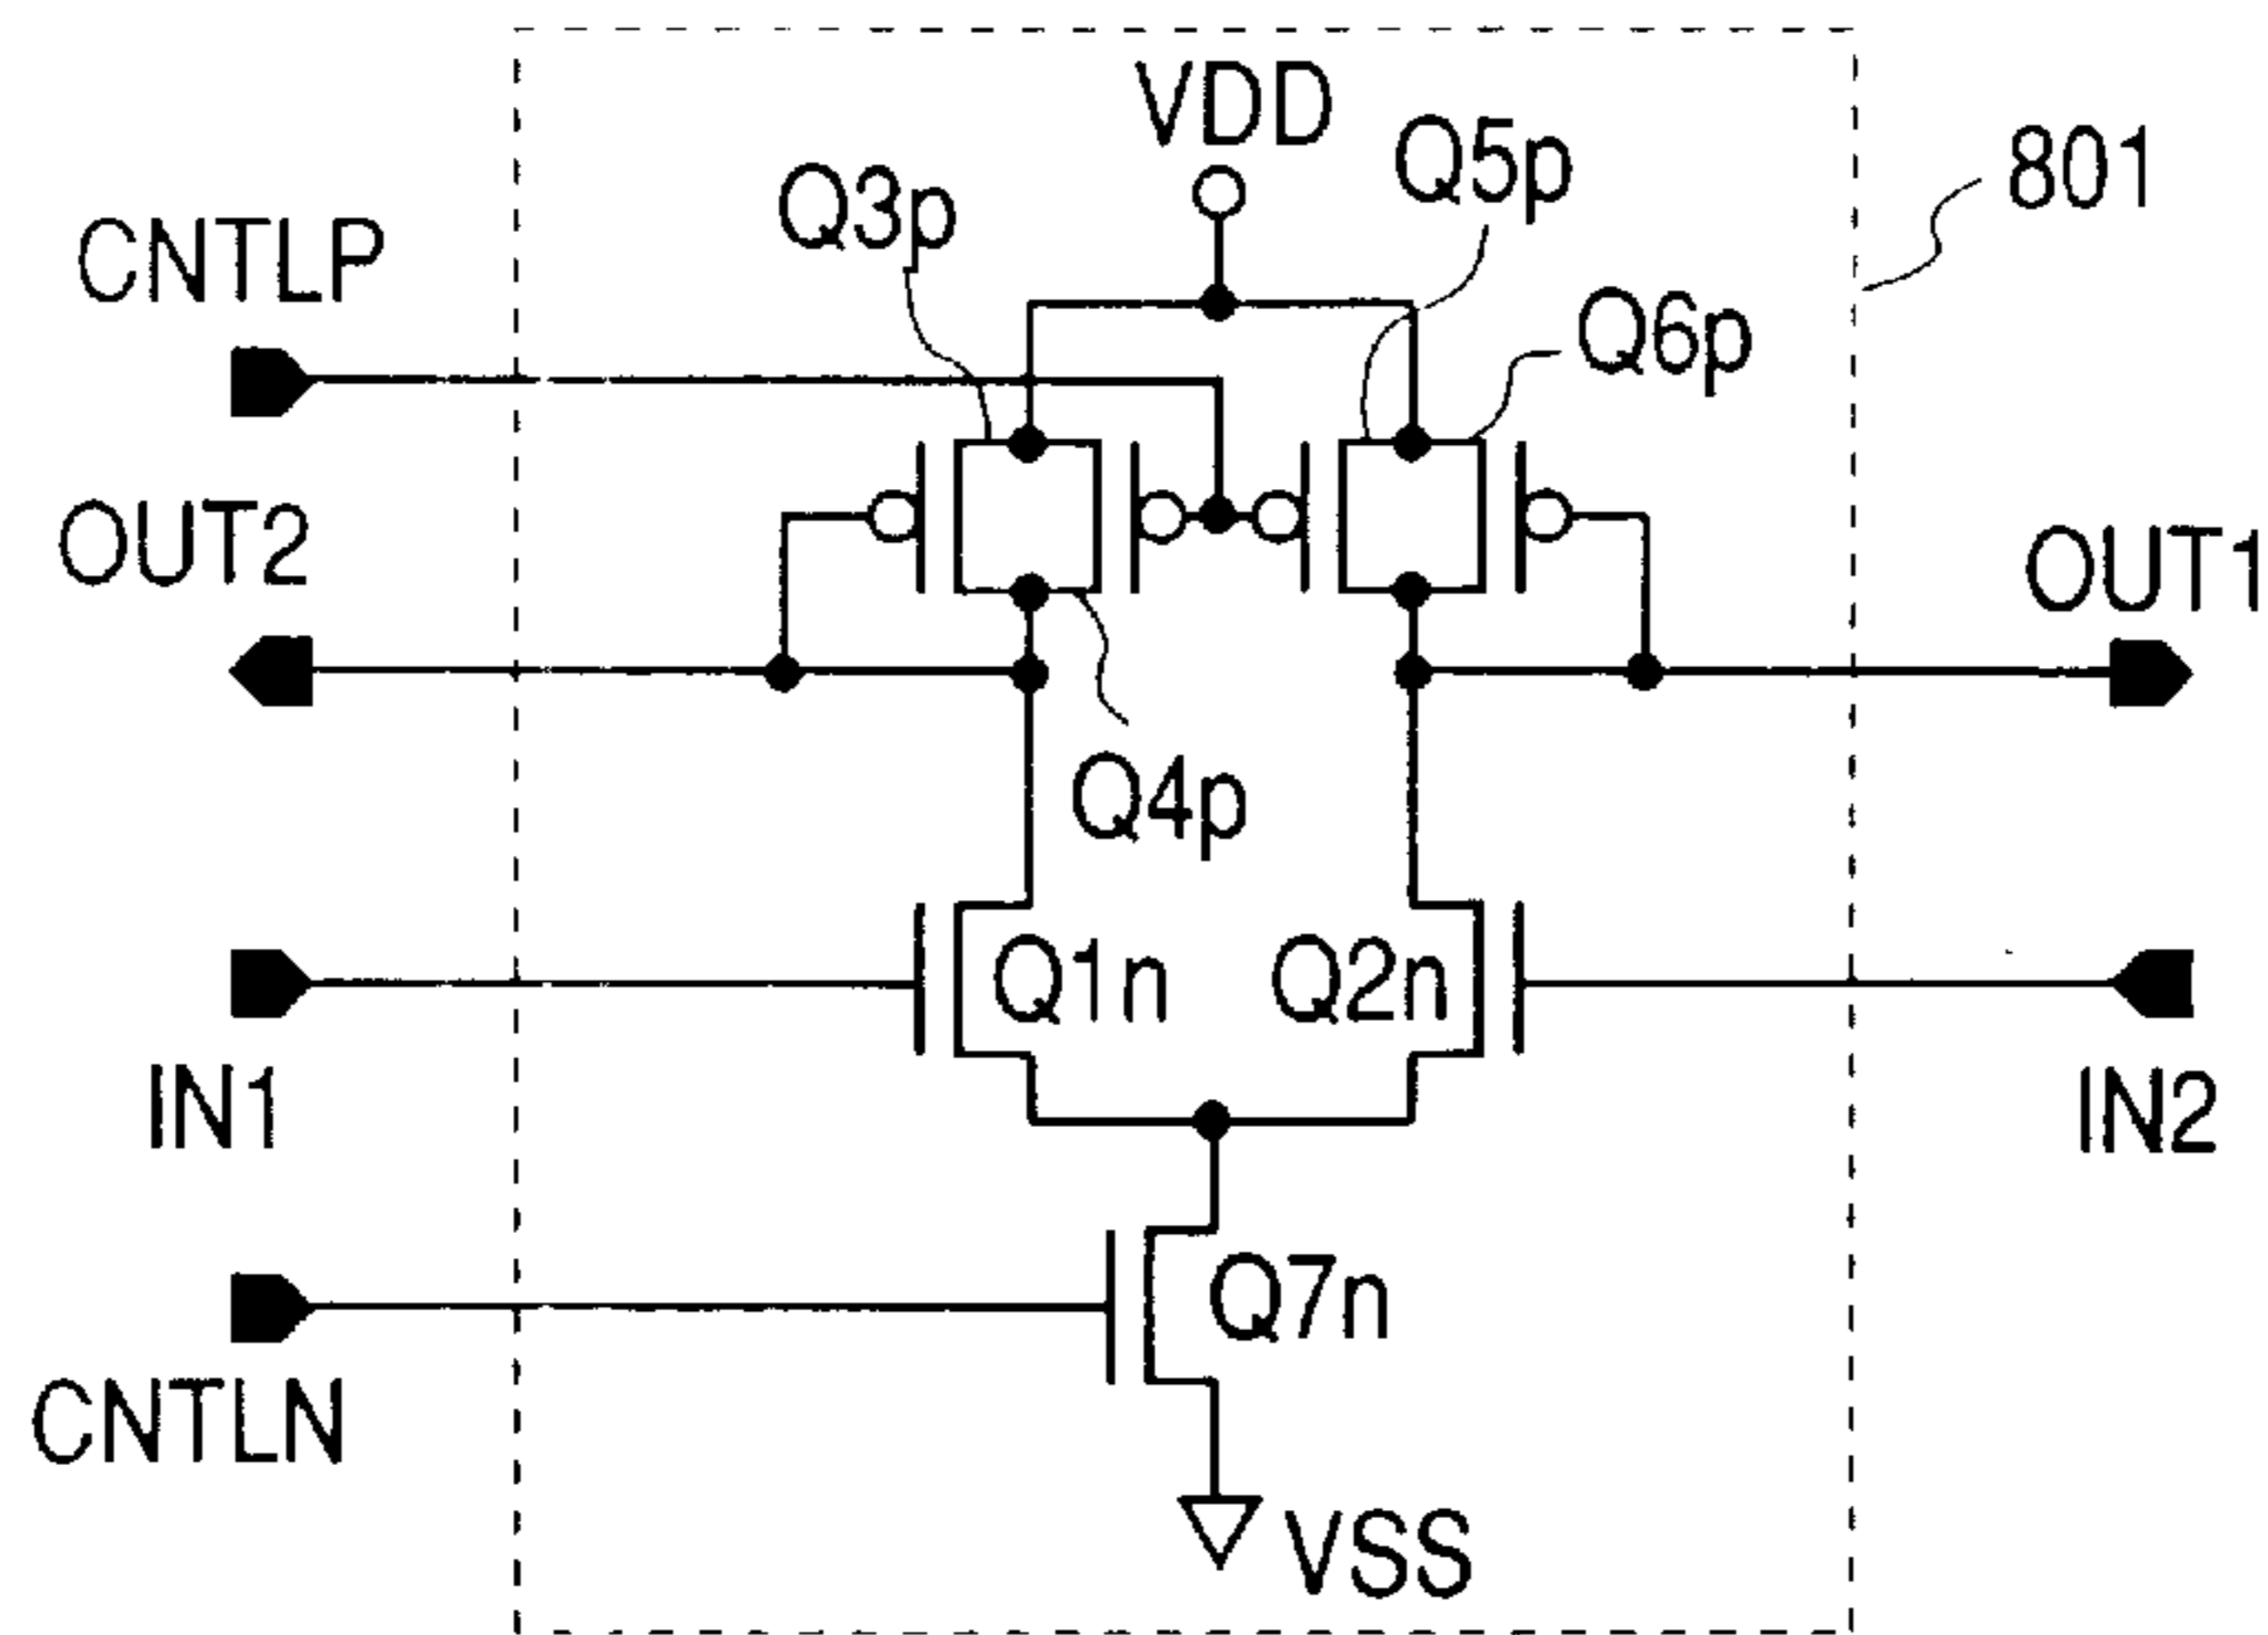 VDD
Q5p
801
Q3p
CNTLP
Q6p
OUT2
OUT1
Q4p
Q1n
Q2n
IN1
IN2
Q7n
CNTLN
VSS